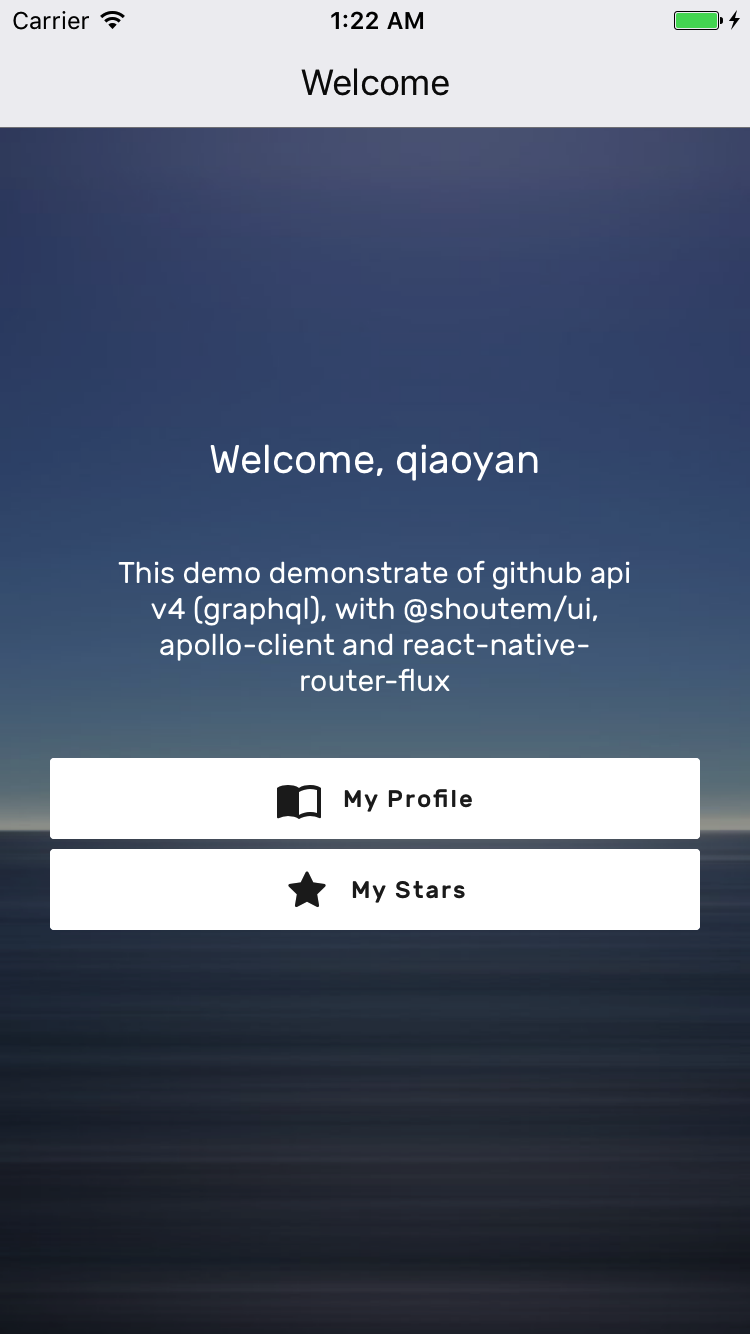 Carrier 1:22 AM
Welcome
Welcome, qiaoyan
This demo demonstrate of github api
v4 (graphql), with @shoutem/ui,
apollo-client and react-native-
router-flux
My Profile
My Stars